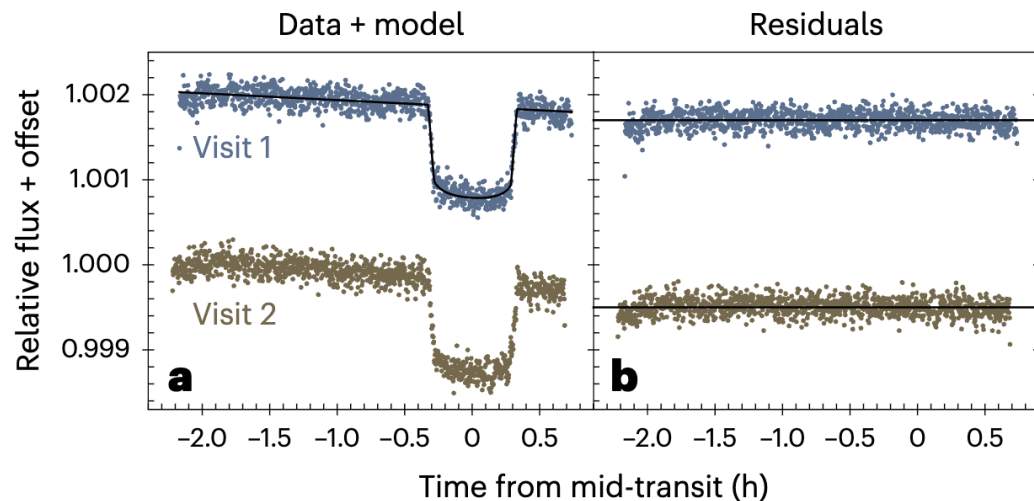 Data + model
Residuals
Relative flux + offset
1.002
1.001
1.000
0.999
Visit 1
Visit 2
a
b
−2.0 −1.5 −1.0 −0.5 0 0.5
−2.0 −1.5 −1.0 −0.5 0 0.5
Time from mid-transit (h)